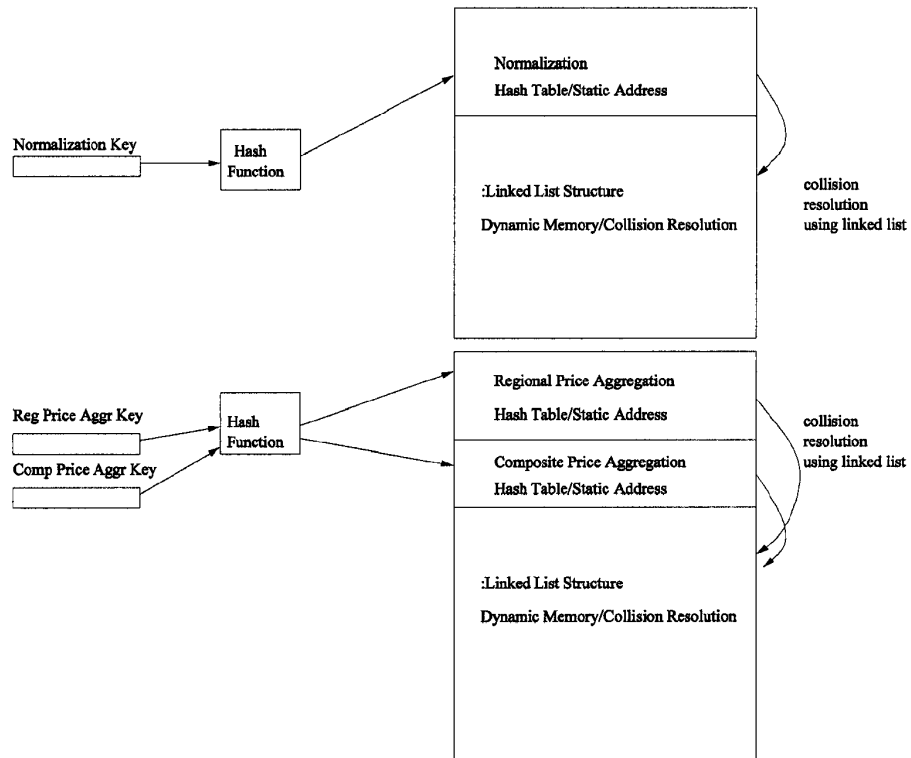 Normalization
Hash Table/Static Address
Normalization Key
Hash
Function
:Linked List Structure
Dynamic Memory/Collision Resolution
collision
resolution
using linked list
Regional Price Aggregation
Hash Table/Static Address
Reg Price Aggr Key
Comp Price Aggr Key
Hash
Function
Composite Price Aggregation
Hash Table/Static Address
collision
resolution
using linked list
:Linked List Structure
Dynamic Memory/Collision Resolution